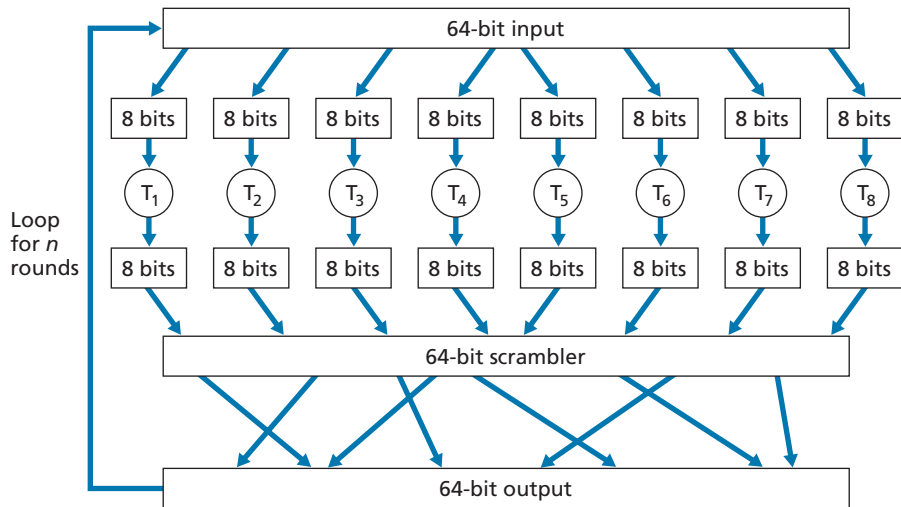 64-bit input
8 bits 8 bits 8 bits 8 bits 8 bits 8 bits 8 bits 8 bits
T1 T2 T3 T4 T5 T6 T7 T8
Loop
for n
rounds
8 bits 8 bits 8 bits 8 bits 8 bits 8 bits 8 bits 8 bits
64-bit scrambler
64-bit output